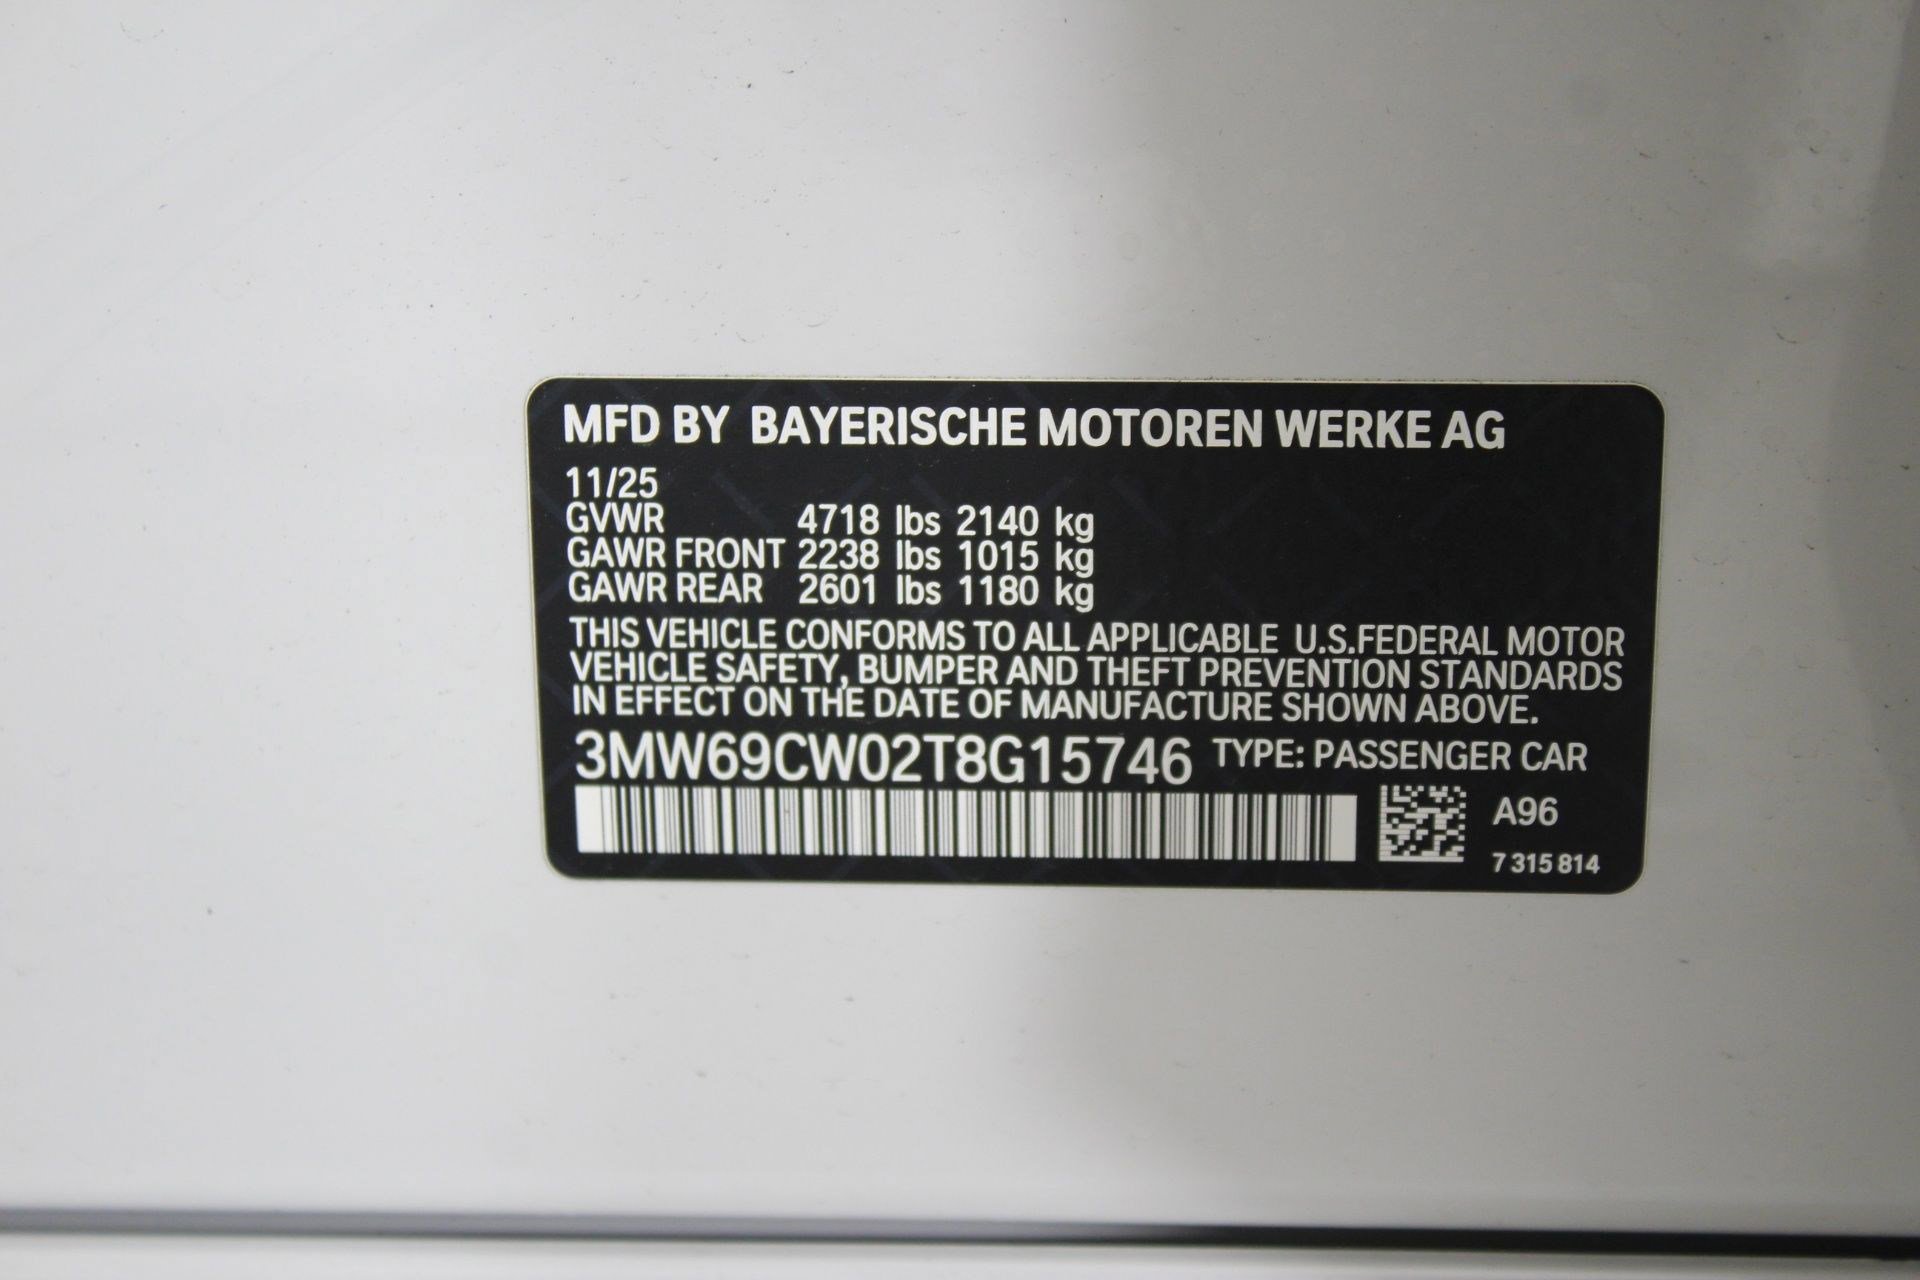 MFD BY BAYERISCHE MOTOREN WERKE AG
11/25
GVWR 4718 lbs 2140 kg
GAWR FRONT 2238 lbs 1015 kg
GAWR REAR 2601 lbs 1180 kg
THIS VEHICLE CONFORMS TO ALL APPLICABLE U.S.FEDERAL MOTOR
VEHICLE SAFETY, BUMPER AND THEFT PREVENTION STANDARDS
IN EFFECT ON THE DATE OF MANUFACTURE SHOWN ABOVE.
3MW69CW02T8G15746 TYPE: PASSENGER CAR
A96
7 315 814